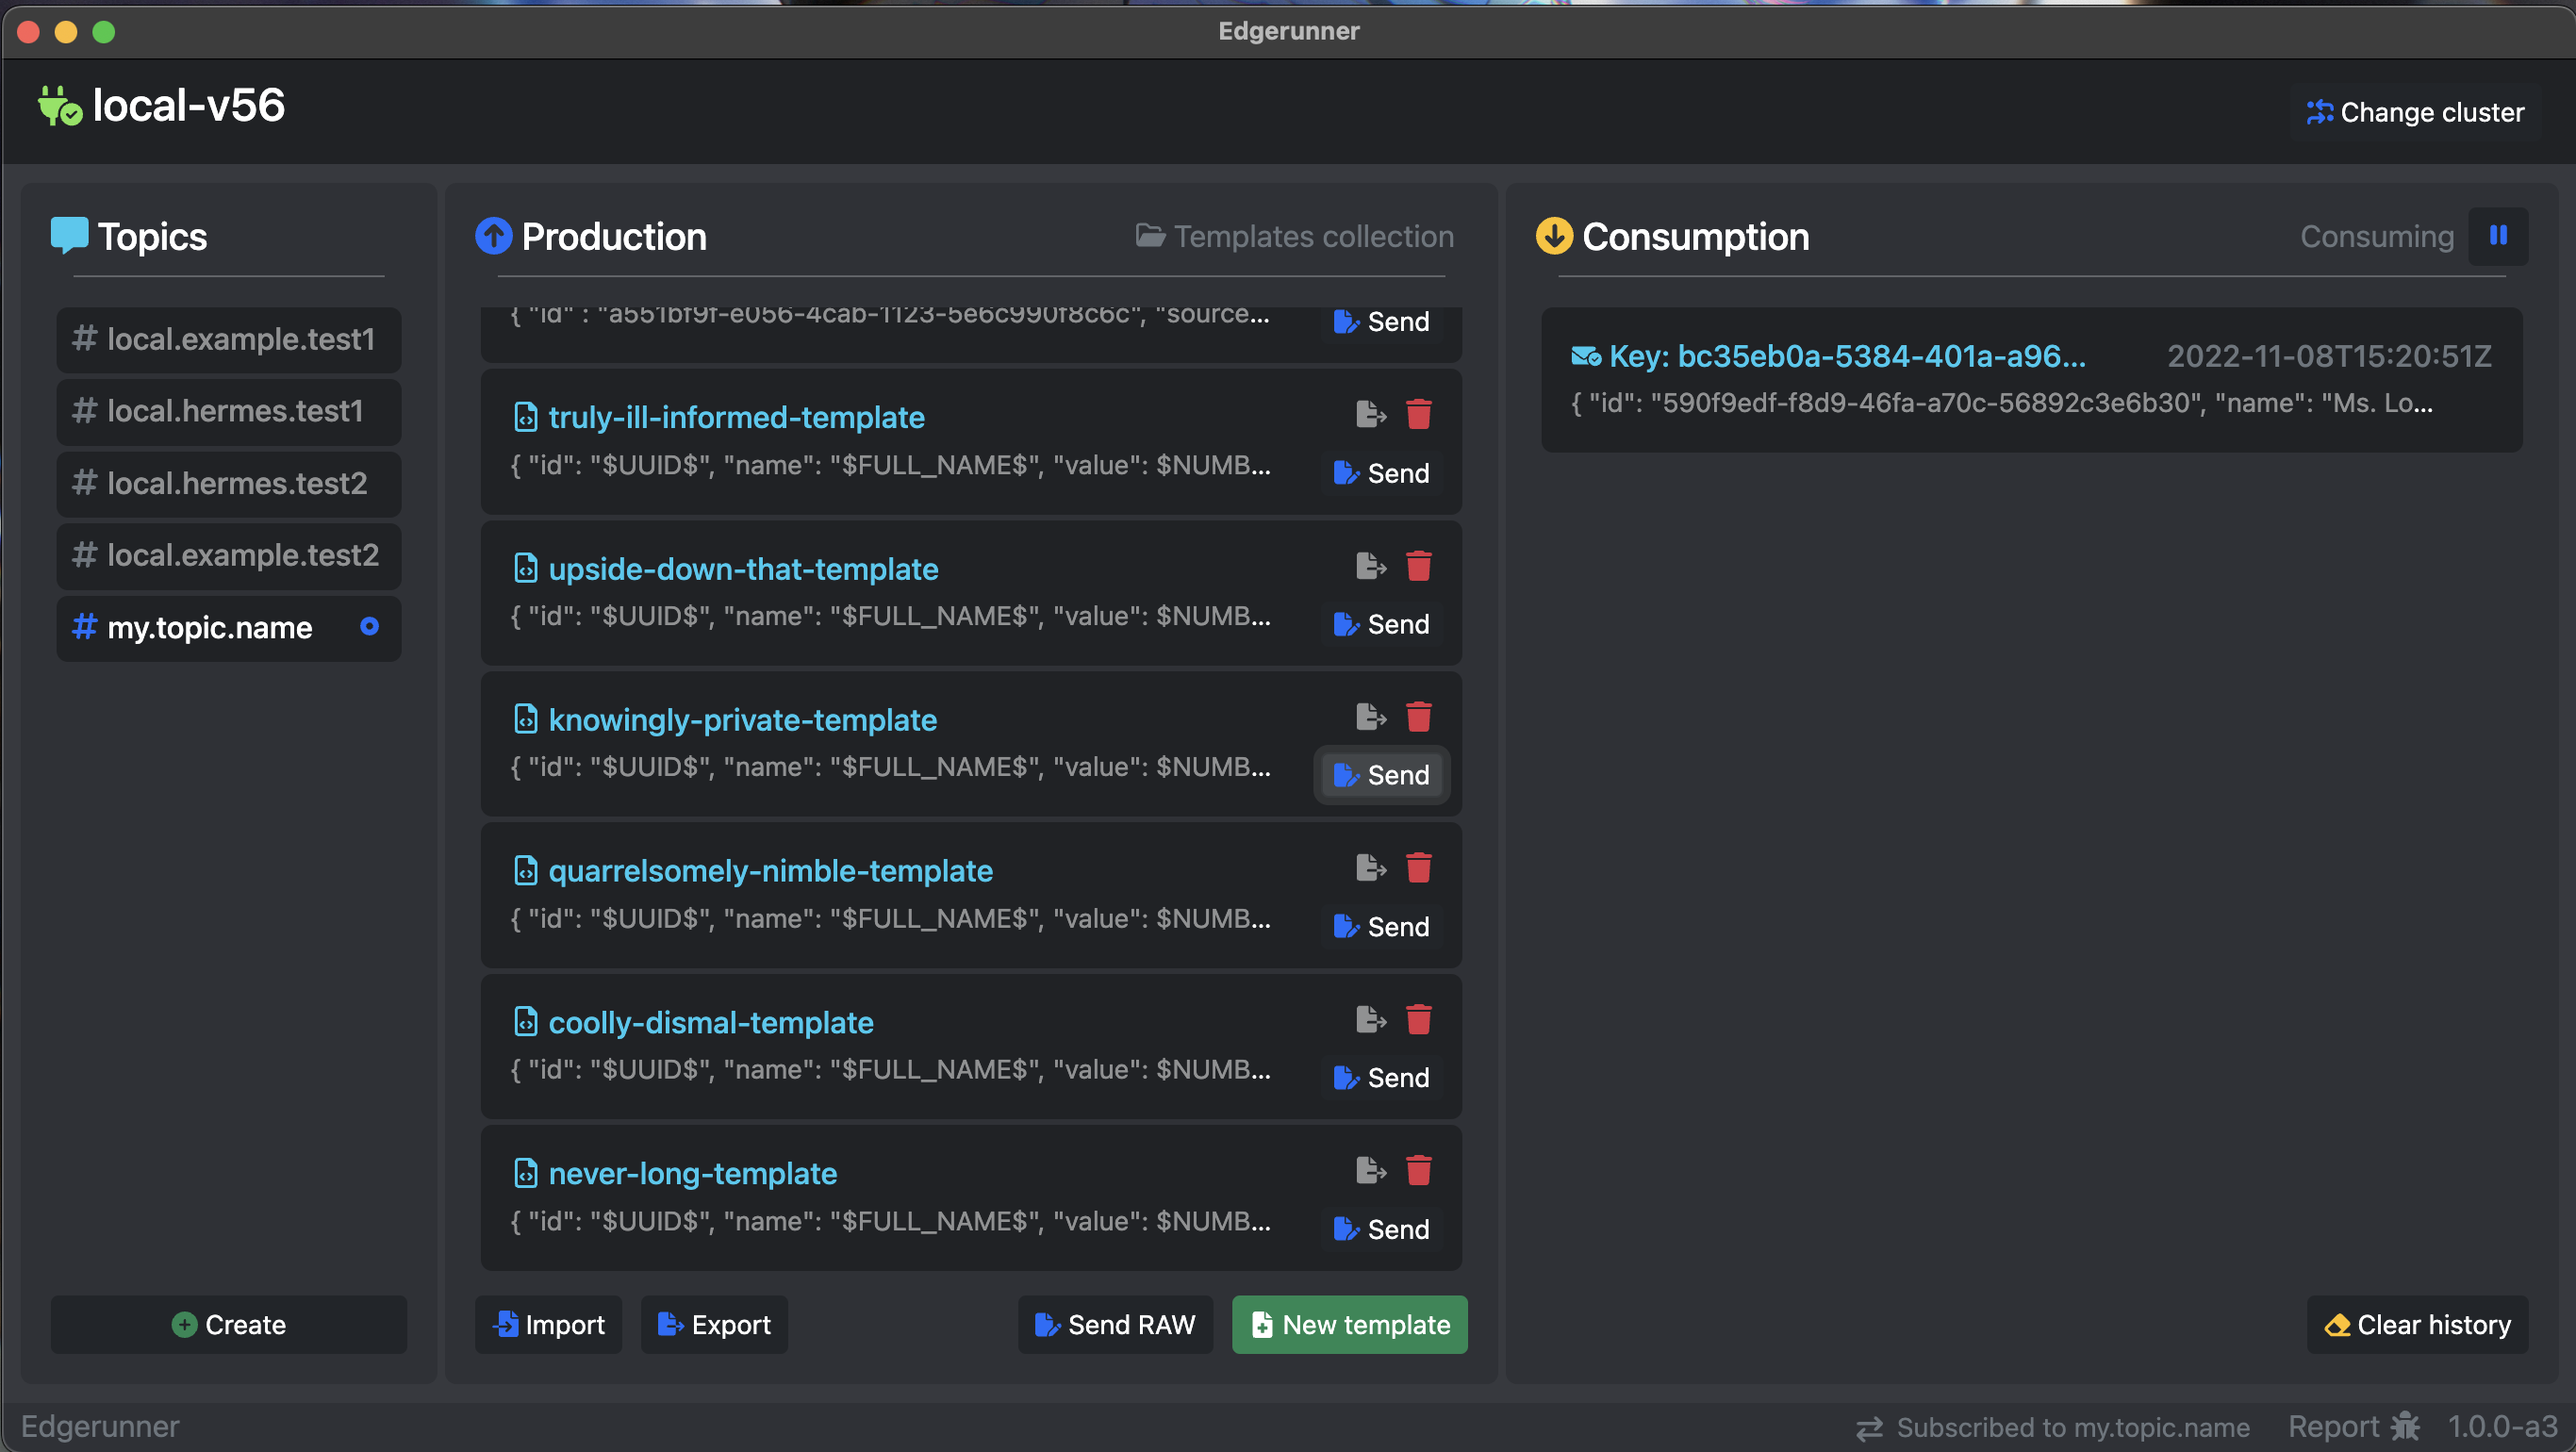 Edgerunner
local-v56
Change cluster
Topics
# local.example.test1
# local.hermes.test1
# local.hermes.test2
# local.example.test2
# my.topic.name
Create
Production
Templates collection
{ "id" : "a551bf9f-e056-4cab-1123-5e6c990f8c6c", "source...
Send
truly-ill-informed-template
{ "id": "$UUID$", "name": "$FULL_NAME$", "value": $NUMB...
Send
upside-down-that-template
{ "id": "$UUID$", "name": "$FULL_NAME$", "value": $NUMB...
Send
knowingly-private-template
{ "id": "$UUID$", "name": "$FULL_NAME$", "value": $NUMB...
Send
quarrelsomely-nimble-template
{ "id": "$UUID$", "name": "$FULL_NAME$", "value": $NUMB...
Send
coolly-dismal-template
{ "id": "$UUID$", "name": "$FULL_NAME$", "value": $NUMB...
Send
never-long-template
{ "id": "$UUID$", "name": "$FULL_NAME$", "value": $NUMB...
Send
Import
Export
Send RAW
New template
Consumption
Consuming
Key: bc35eb0a-5384-401a-a96...
2022-11-08T15:20:51Z
{ "id": "590f9edf-f8d9-46fa-a70c-56892c3e6b30", "name": "Ms. Lo...
Clear history
Edgerunner
Subscribed to my.topic.name
Report
1.0.0-a3